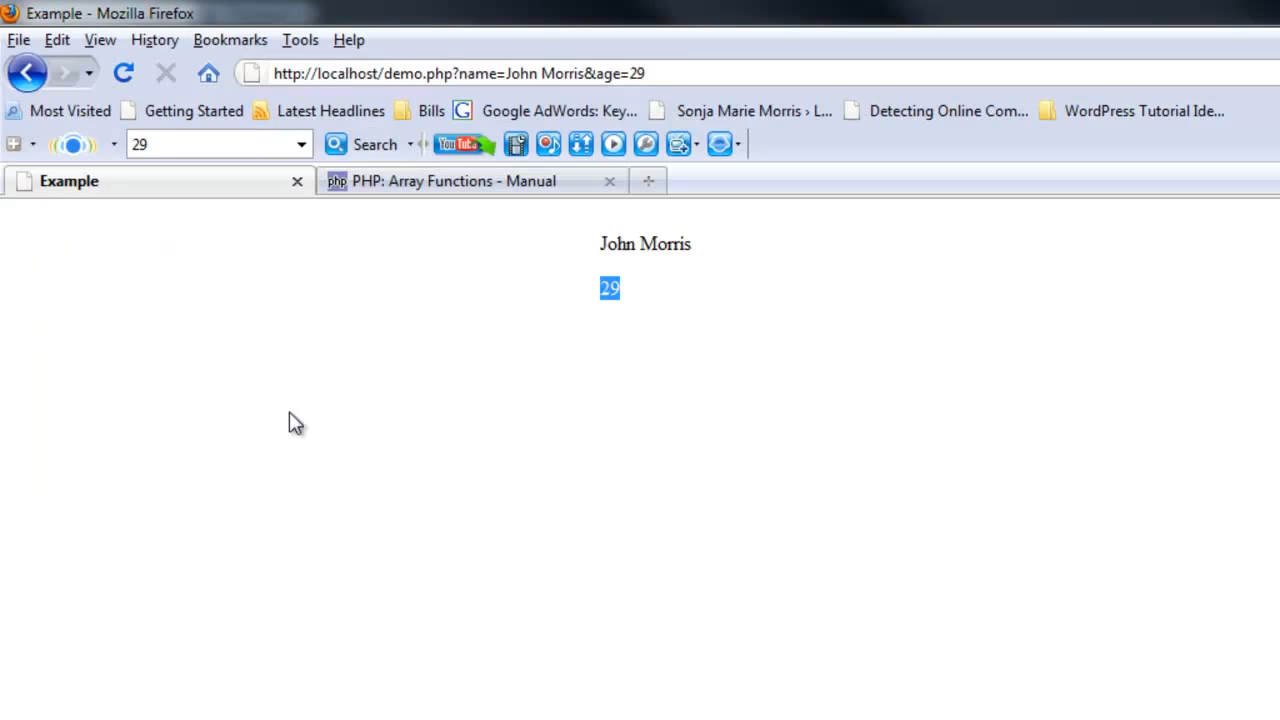 Example - Mozilla Firefox
File Edit View History Bookmarks Tools Help
http://localhost/demo.php?name=John Morris&age=29
Most Visited Getting Started Latest Headlines Bills G Google AdWords: Key... Sonja Marie Morris › L... Detecting Online Com... WordPress Tutorial Ide...
29 Search YouTube
Example php PHP: Array Functions - Manual
John Morris
29